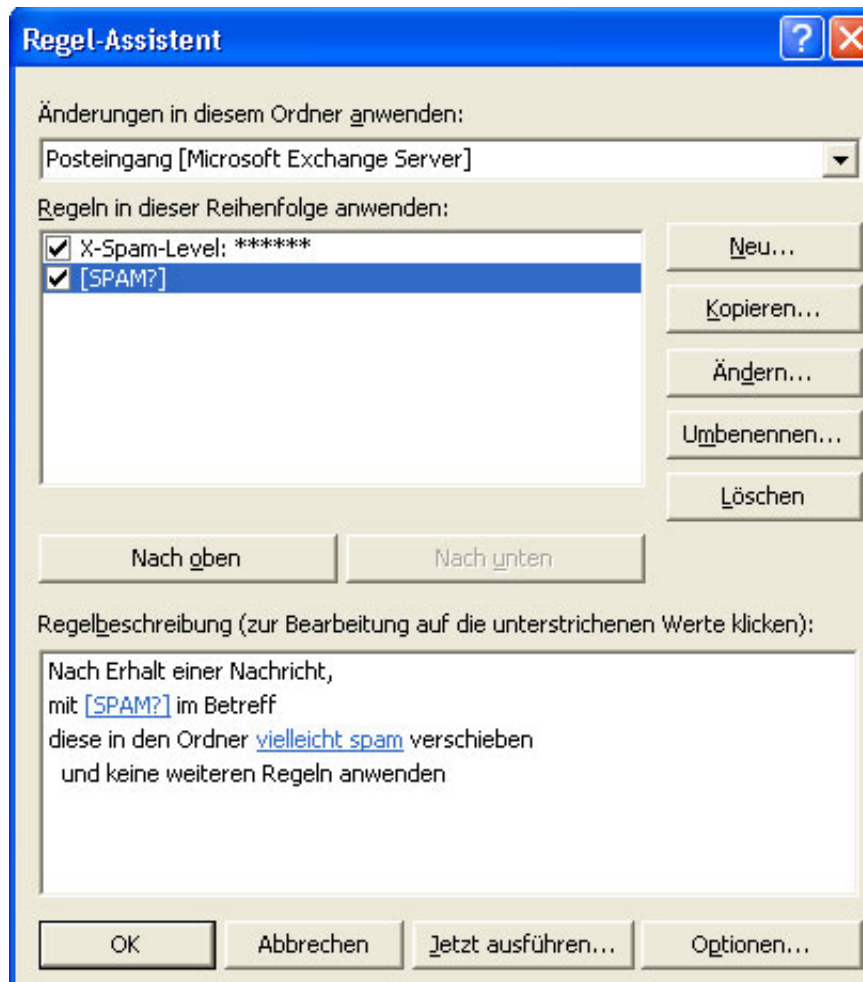 Regel-Assistent
Änderungen in diesem Ordner anwenden:
Posteingang [Microsoft Exchange Server]
Regeln in dieser Reihenfolge anwenden:
X-Spam-Level: ******
[SPAM?]
Neu...
Kopieren...
Ändern...
Umbenennen...
Löschen
Nach oben
Nach unten
Regelbeschreibung (zur Bearbeitung auf die unterstrichenen Werte klicken):
Nach Erhalt einer Nachricht,
mit [SPAM?] im Betreff
diese in den Ordner vielleicht spam verschieben
und keine weiteren Regeln anwenden
OK
Abbrechen
Jetzt ausführen...
Optionen...